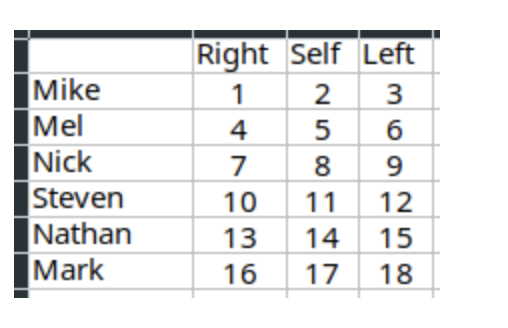 Right Self Left
Mike 1 2 3
Mel 4 5 6
Nick 7 8 9
Steven 10 11 12
Nathan 13 14 15
Mark 16 17 18